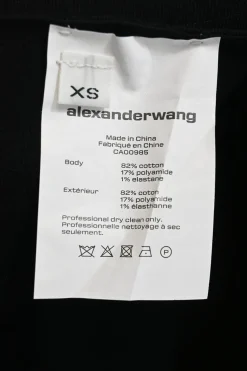 XS
alexanderwang
Made in China
Fabriqué en Chine
CA00985
Body 82% cotton
17% polyamide
1% elastane
Extérieur 82% coton
17% polyamide
1% élasthanne
Professional dry clean only.
Professionnelle nettoyage à sec
seulement.
P